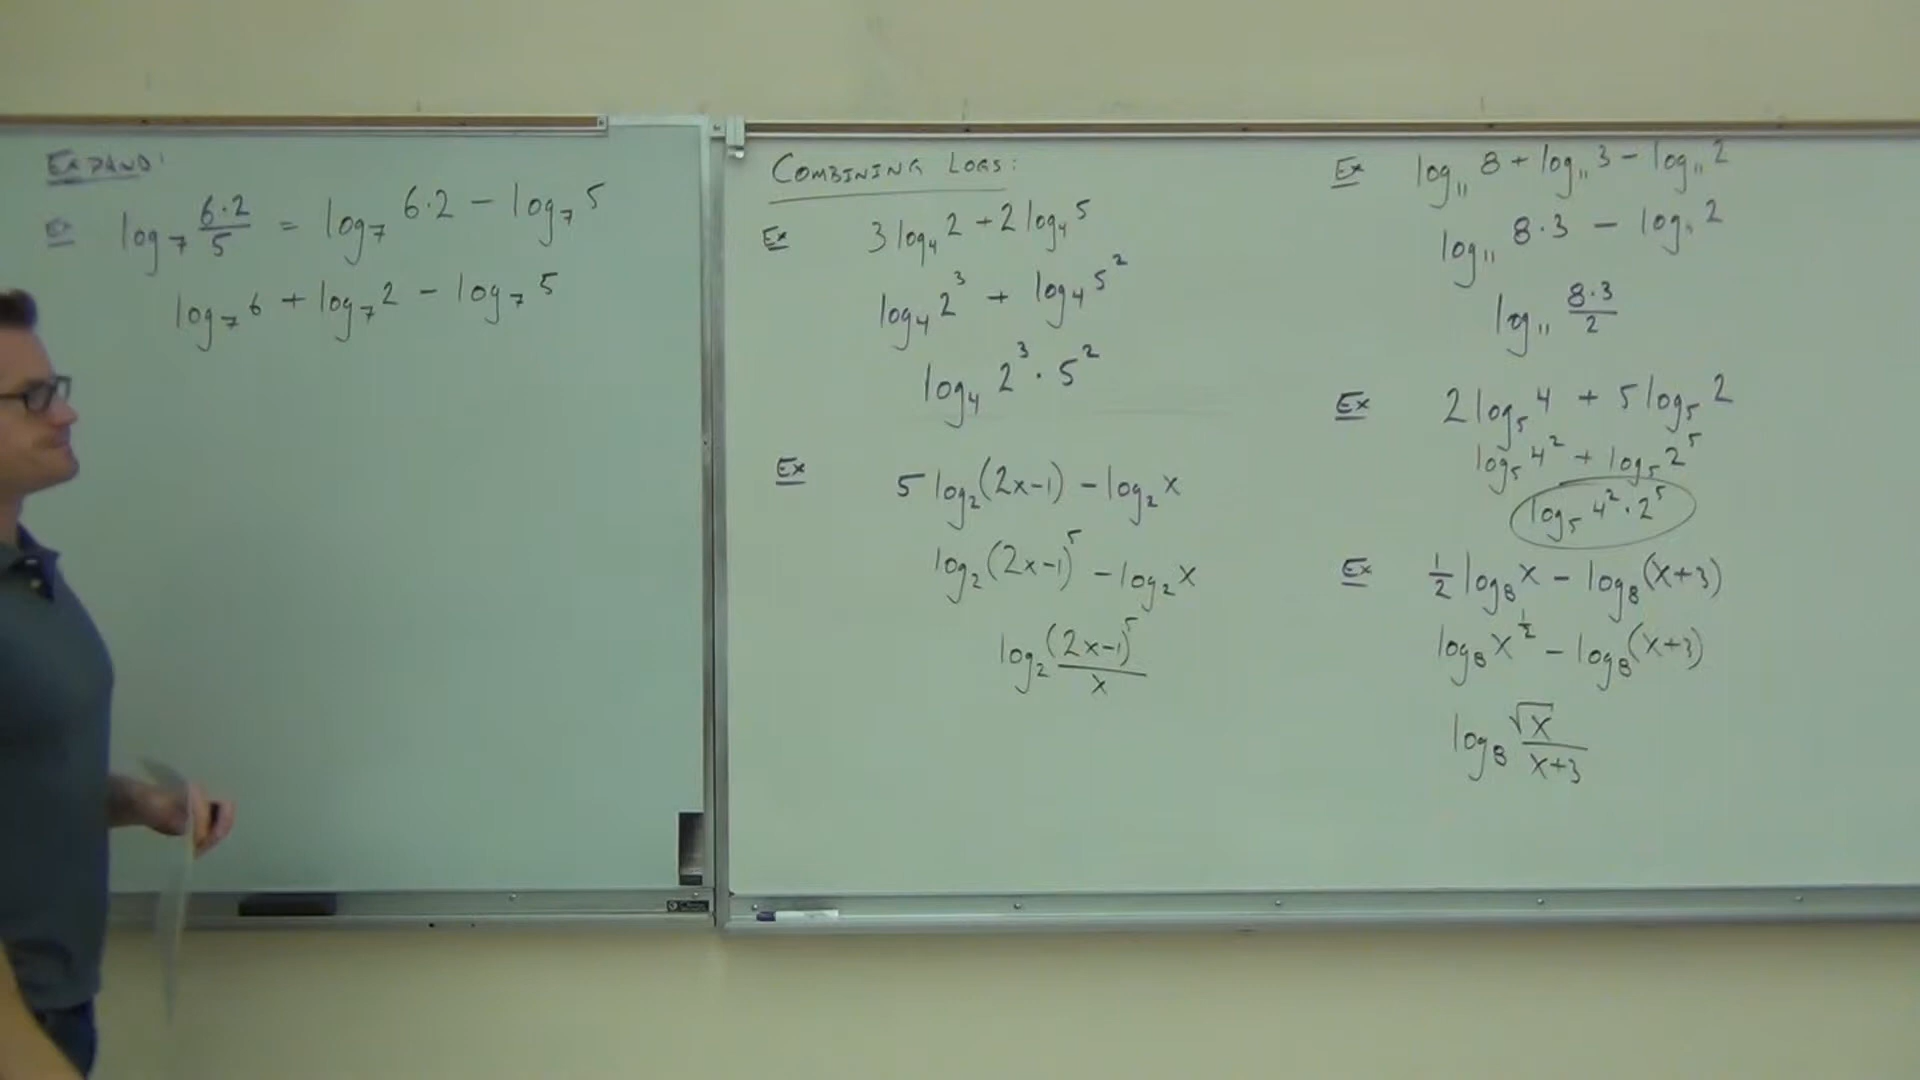 EXPAND:
Ex log₇ (6·2)/5 = log₇ 6·2 − log₇ 5
log₇ 6 + log₇ 2 − log₇ 5
COMBINING LOGS:
Ex 3 log₄ 2 + 2 log₄ 5
log₄ 2³ + log₄ 5²
log₄ 2³ · 5²
Ex 5 log₂(2x−1) − log₂ x
log₂(2x−1)⁵ − log₂ x
log₂ (2x−1)⁵/x
Ex log₁₁ 8 + log₁₁ 3 − log₁₁ 2
log₁₁ 8·3 − log₁₁ 2
log₁₁ (8·3)/2
Ex 2 log₅ 4 + 5 log₅ 2
log₅ 4² + log₅ 2⁵
log₅ 4² · 2⁵
Ex ½ log₈ x − log₈(x+3)
log₈ x^½ − log₈(x+3)
log₈ √x/(x+3)